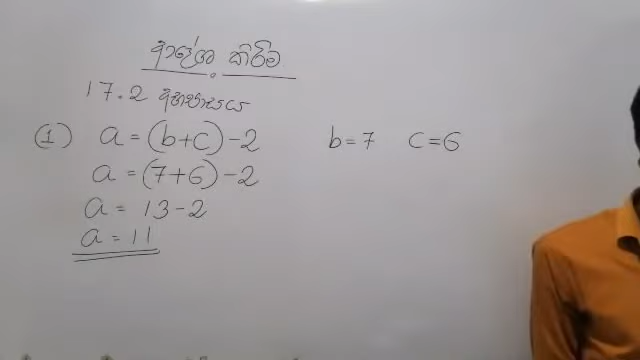 ආදේශ කිරීම
17.2 අභ්‍යාසය
(1) a = (b+c) - 2 b = 7 c = 6
a = (7+6) - 2
a = 13 - 2
a = 11